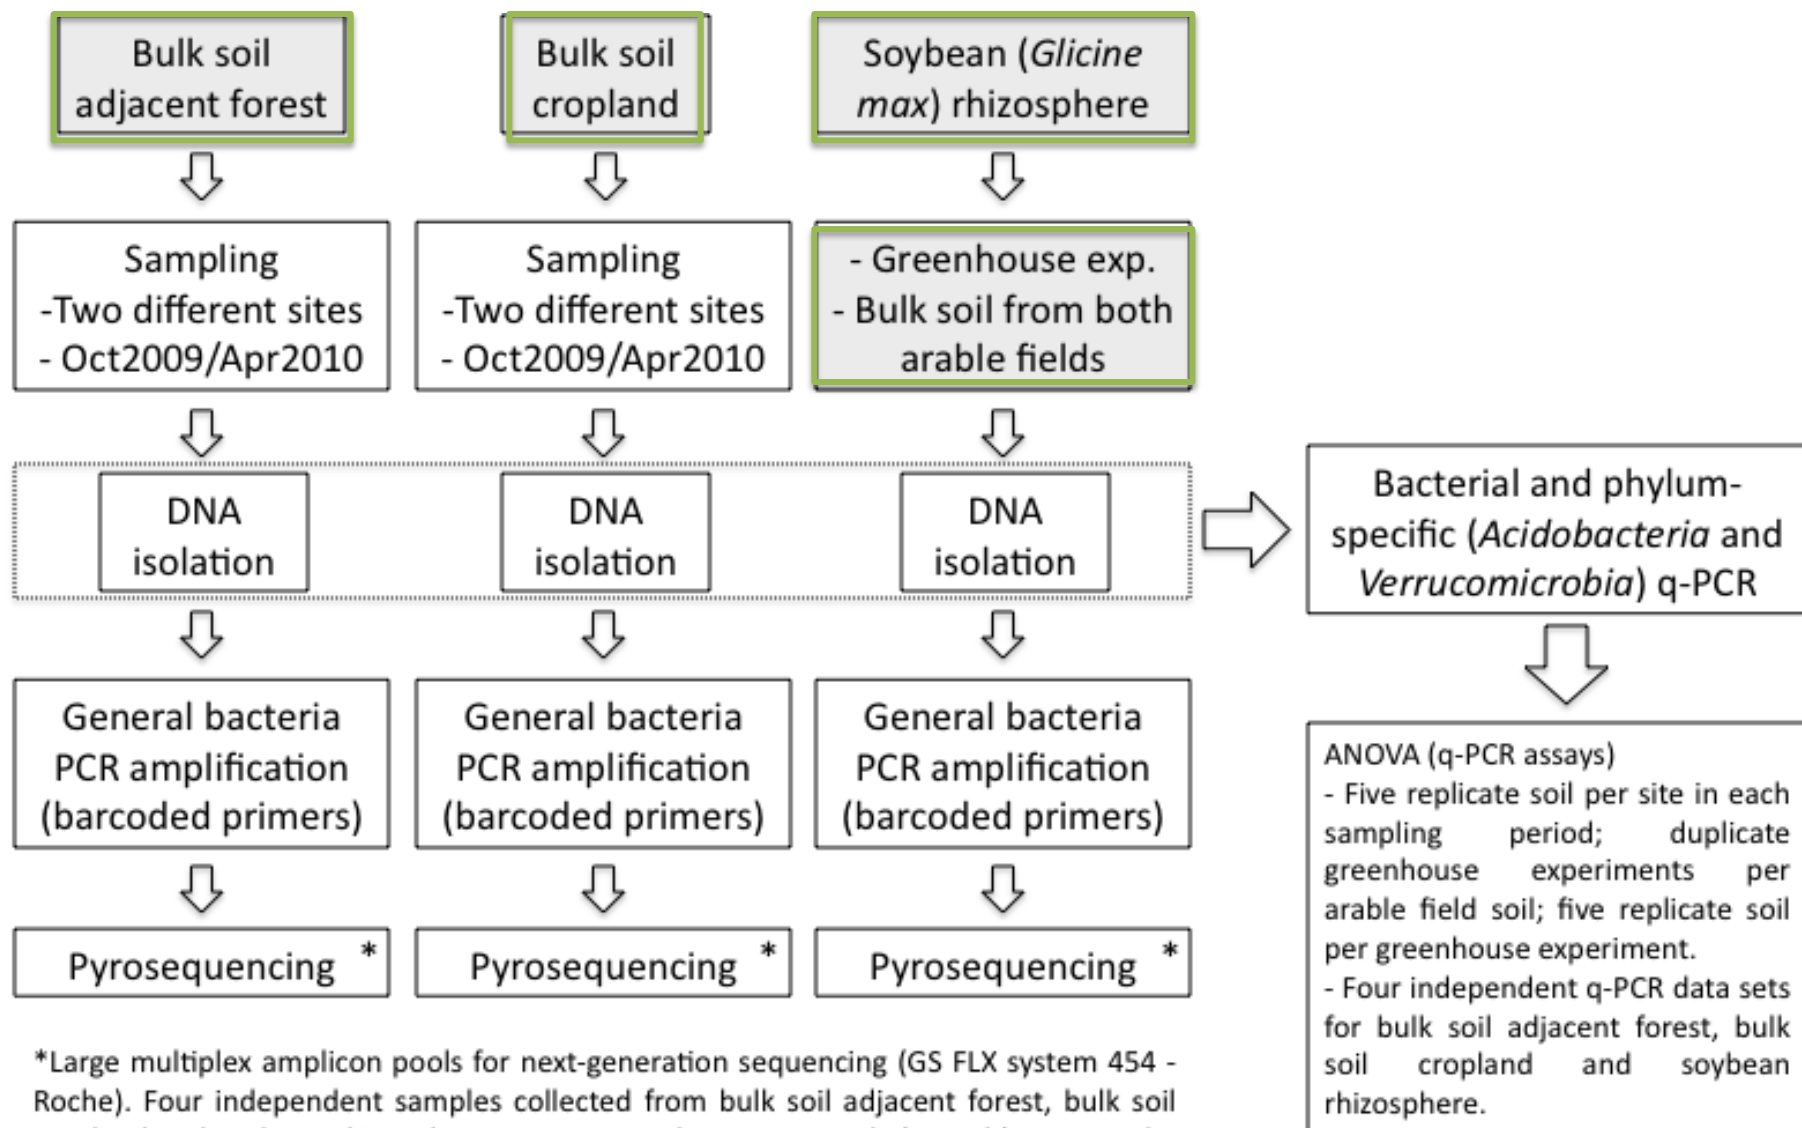 Bulk soil
adjacent forest
Bulk soil
cropland
Soybean (Glicine
max) rhizosphere
Sampling
-Two different sites
- Oct2009/Apr2010
Sampling
-Two different sites
- Oct2009/Apr2010
- Greenhouse exp.
- Bulk soil from both
arable fields
DNA
isolation
DNA
isolation
DNA
isolation
Bacterial and phylum-
specific (Acidobacteria and
Verrucomicrobia) q-PCR
General bacteria
PCR amplification
(barcoded primers)
General bacteria
PCR amplification
(barcoded primers)
General bacteria
PCR amplification
(barcoded primers)
Pyrosequencing *
Pyrosequencing *
Pyrosequencing *
ANOVA (q-PCR assays)
- Five replicate soil per site in each
sampling period; duplicate
greenhouse experiments per
arable field soil; five replicate soil
per greenhouse experiment.
- Four independent q-PCR data sets
for bulk soil adjacent forest, bulk
soil cropland and soybean
rhizosphere.
*Large multiplex amplicon pools for next-generation sequencing (GS FLX system 454 -
Roche). Four independent samples collected from bulk soil adjacent forest, bulk soil